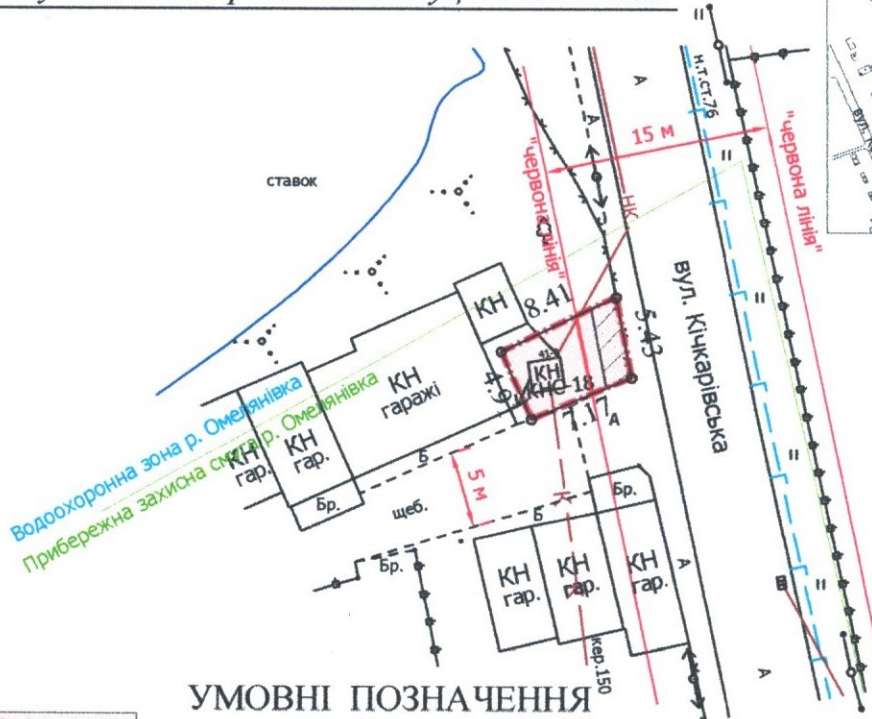 н.т.ст.76
А
А
15 м
"червона лінія"
"червона лінія"
НК
ставок
КН
8.41
5.43
вул. Кічкарівська
КН
гаражі
КН
КНС-18
7.17
А
КН
гар.
КН
гар.
Водоохоронна зона р. Омелянівка
Прибережна захисна смуга р. Омелянівка
Бр.
Б
щеб.
5 м
Б
Бр.
К
Бр.
КН
гар.
КН
гар.
КН
гар.
А
А
кер.150
УМОВНІ ПОЗНАЧЕННЯ